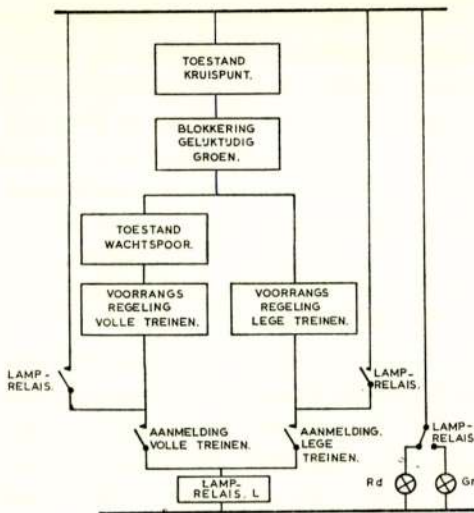 TOESTAND
KRUISPUNT.
BLOKKERING
GELIJKTIJDIG
GROEN.
TOESTAND
WACHTSPOOR.
VOORRANGS
REGELING
VOLLE TREINEN.
VOORRANGS
REGELING
LEGE TREINEN.
LAMP-
RELAIS.
LAMP-
RELAIS.
AANMELDING
VOLLE TREINEN.
AANMELDING.
LEGE
TREINEN.
LAMP-
RELAIS
LAMP-
RELAIS. L
Rd
Gr